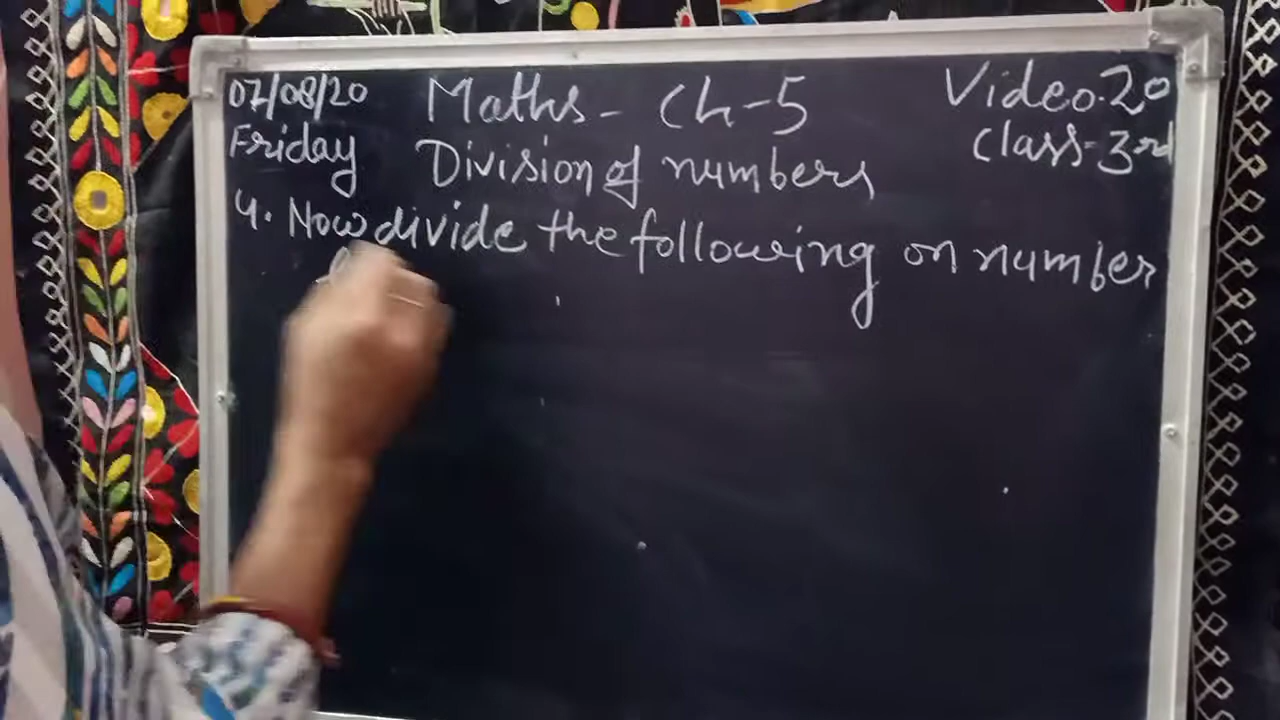 07/08/20 Maths - Ch-5 Video.20
Friday Division of numbers Class-3rd
4. Now divide the following on number